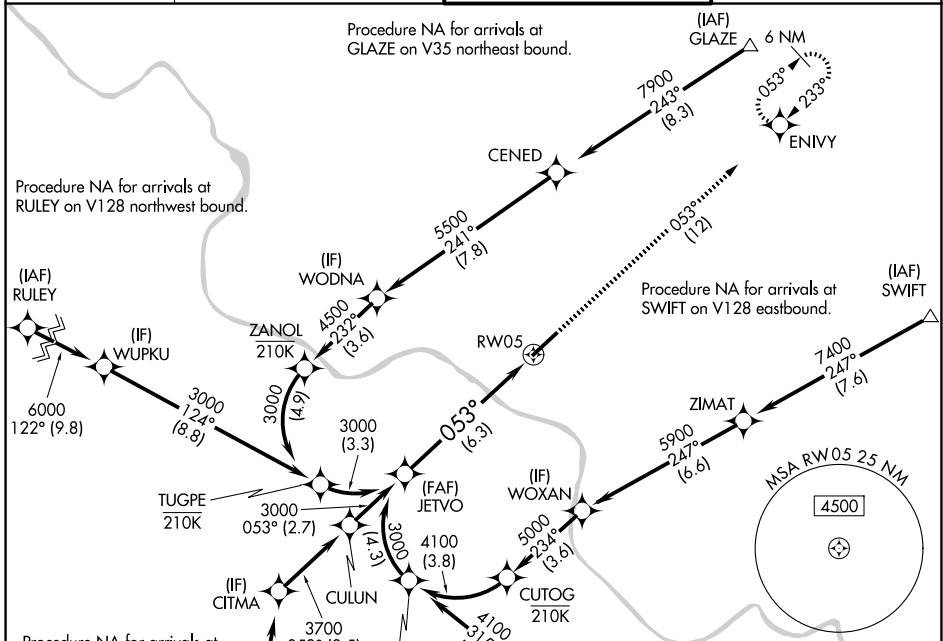 Procedure NA for arrivals at
GLAZE on V35 northeast bound.
(IAF)
GLAZE
6 NM
053°
233°
ENIVY
7900
243°
(8.3)
CENED
Procedure NA for arrivals at
RULEY on V128 northwest bound.
5500
241°
(7.8)
053°
(12)
(IF)
WODNA
4500
232°
(3.6)
Procedure NA for arrivals at
SWIFT on V128 eastbound.
(IAF)
SWIFT
(IAF)
RULEY
ZANOL
210K
RW05
(IF)
WUPKU
7400
247°
(7.6)
6000
122° (9.8)
3000
124°
(8.8)
3000
(4.9)
3000
(3.3)
053°
(6.3)
ZIMAT
5900
247°
(6.6)
MSA RW05 25 NM
4500
TUGPE
210K
3000
053° (2.7)
(FAF)
JETVO
(IF)
WOXAN
5000
234°
(3.6)
3000
(4.3)
4100
(3.8)
(IF)
CITMA
CULUN
CUTOG
210K
3700
4100
Procedure NA for arrivals at